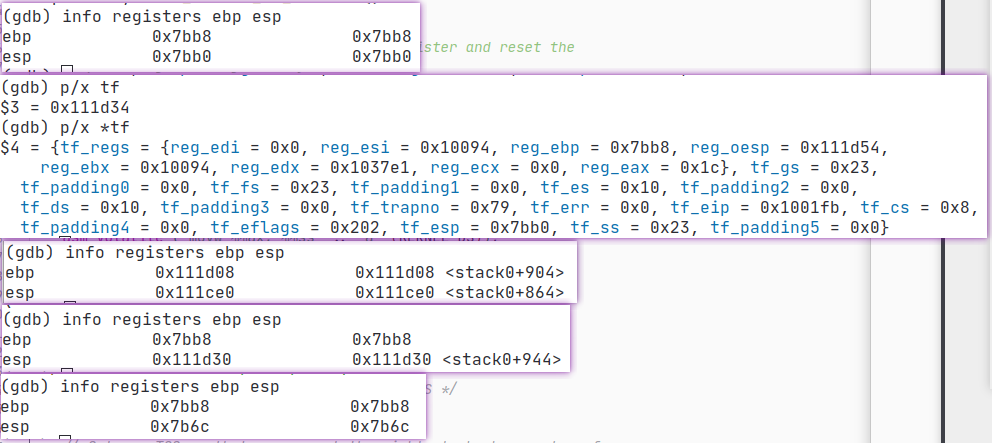 (gdb) info registers ebp esp
ebp 0x7bb8 0x7bb8
esp 0x7bb0 0x7bb0
ister and reset the
(gdb) p/x tf
$3 = 0x111d34
(gdb) p/x *tf
$4 = {tf_regs = {reg_edi = 0x0, reg_esi = 0x10094, reg_ebp = 0x7bb8, reg_oesp = 0x111d54,
reg_ebx = 0x10094, reg_edx = 0x1037e1, reg_ecx = 0x0, reg_eax = 0x1c}, tf_gs = 0x23,
tf_padding0 = 0x0, tf_fs = 0x23, tf_padding1 = 0x0, tf_es = 0x10, tf_padding2 = 0x0,
tf_ds = 0x10, tf_padding3 = 0x0, tf_trapno = 0x79, tf_err = 0x0, tf_eip = 0x1001fb, tf_cs = 0x8,
tf_padding4 = 0x0, tf_eflags = 0x202, tf_esp = 0x7bb0, tf_ss = 0x23, tf_padding5 = 0x0}
(gdb) info registers ebp esp
ebp 0x111d08 0x111d08 <stack0+904>
esp 0x111ce0 0x111ce0 <stack0+864>
(gdb) info registers ebp esp
ebp 0x7bb8 0x7bb8
esp 0x111d30 0x111d30 <stack0+944>
(gdb) info registers ebp esp
S */
ebp 0x7bb8 0x7bb8
esp 0x7b6c 0x7b6c